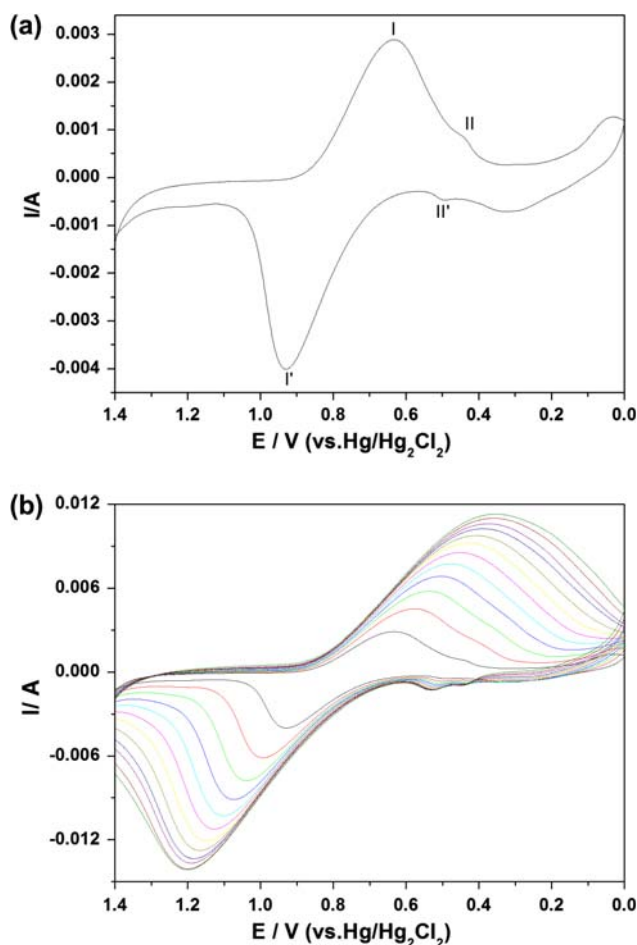 (a)
I
II
II'
I'
0.003
0.002
0.001
0.000
-0.001
-0.002
-0.003
-0.004
I/A
1.4 1.2 1.0 0.8 0.6 0.4 0.2 0.0
E / V (vs.Hg/Hg₂Cl₂)
(b)
0.012
0.006
0.000
-0.006
-0.012
I/ A
1.4 1.2 1.0 0.8 0.6 0.4 0.2 0.0
E / V (vs.Hg/Hg₂Cl₂)